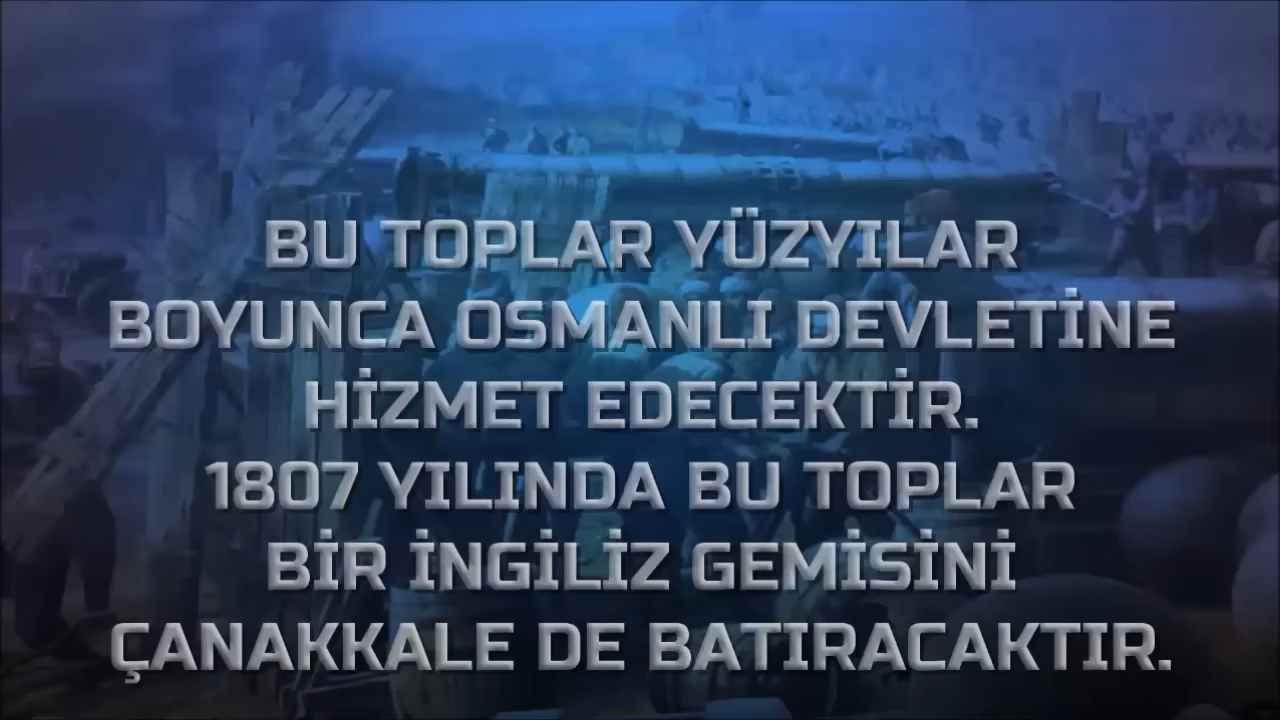 BU TOPLAR YÜZYILAR
BOYUNCA OSMANLI DEVLETİNE
HİZMET EDECEKTİR.
1807 YILINDA BU TOPLAR
BİR İNGİLİZ GEMİSİNİ
ÇANAKKALE DE BATIRACAKTIR.